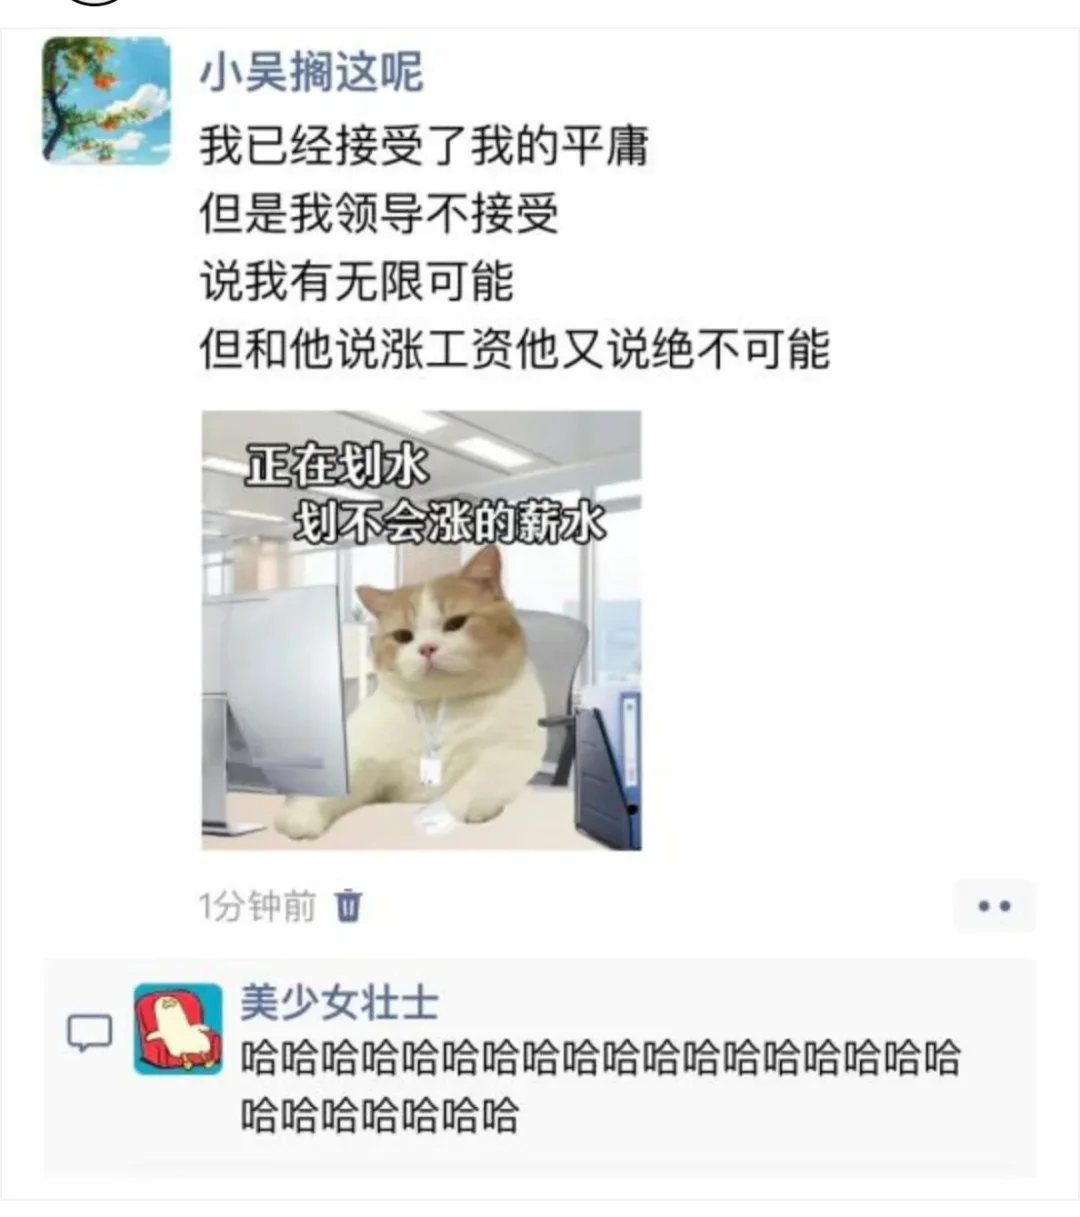 小吴搁这呢
我已经接受了我的平庸
但是我领导不接受
说我有无限可能
但和他说涨工资他又说绝不可能
正在划水
划不会涨的薪水
1分钟前
美少女壮士
哈哈哈哈哈哈哈哈哈哈哈哈哈哈哈哈哈哈
哈哈哈哈哈哈哈